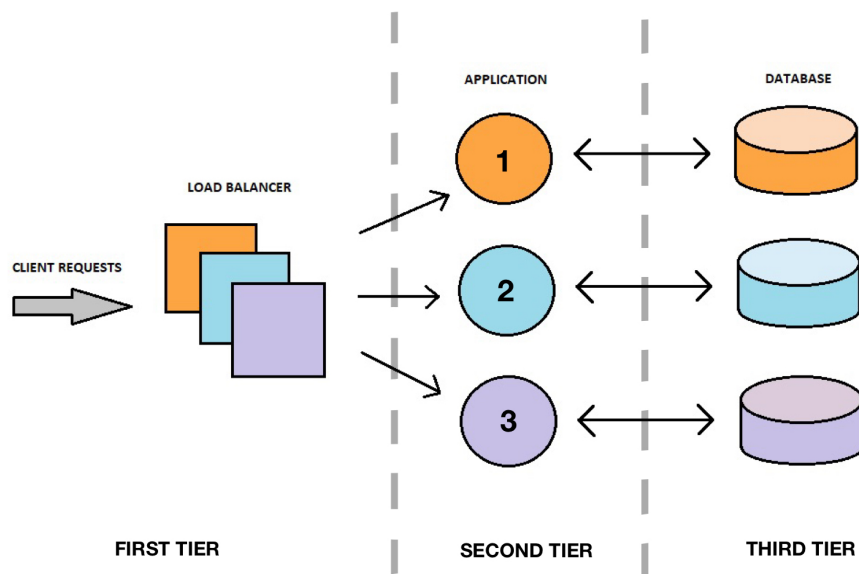 APPLICATION
DATABASE
LOAD BALANCER
CLIENT REQUESTS
1
2
3
FIRST TIER
SECOND TIER
THIRD TIER